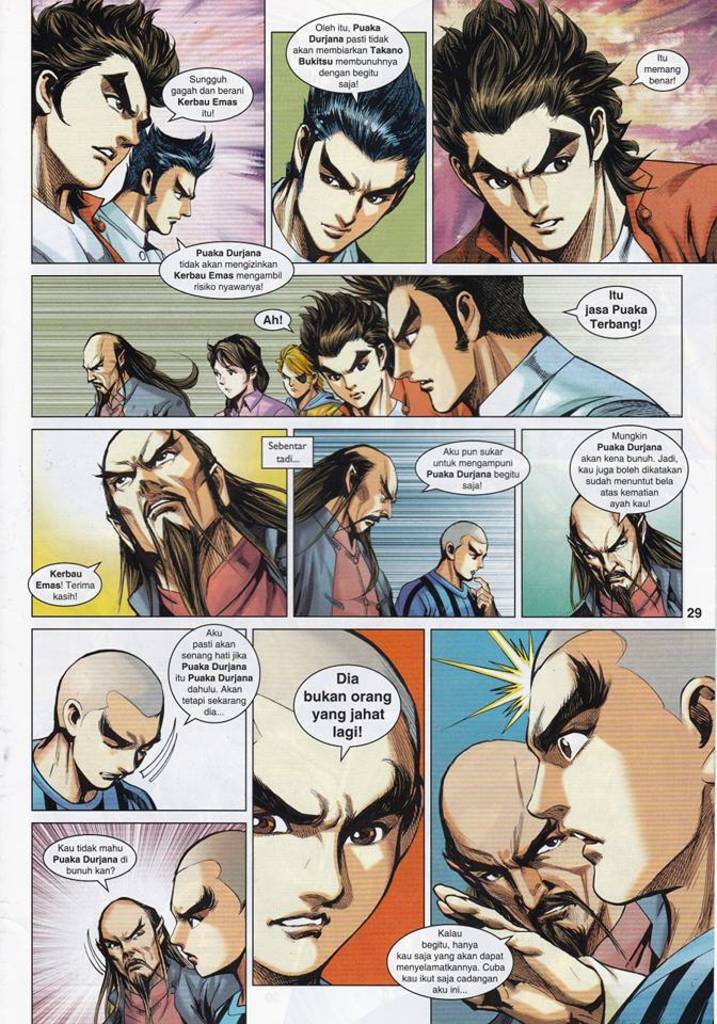 Sungguh
gagah dan berani
Kerbau Emas
itu!
Oleh itu, Puaka
Durjana pasti tidak
akan membiarkan Takano
Bukitsu membunuhnya
dengan begitu
saja!
Itu
memang
benar!
Puaka Durjana
tidak akan mengizinkan
Kerbau Emas mengambil
risiko nyawanya!
Ah!
Itu
jasa Puaka
Terbang!
Kerbau
Emas! Terima
kasih!
Sebentar
tadi...
Aku pun sukar
untuk mengampuni
Puaka Durjana begitu
saja!
Mungkin
Puaka Durjana
akan kena bunuh. Jadi,
kau juga boleh dikatakan
sudah menuntut bela
atas kematian
ayah kau!
29
Aku
pasti akan
senang hati jika
Puaka Durjana
itu Puaka Durjana
dahulu. Akan
tetapi sekarang
dia...
Dia
bukan orang
yang jahat
lagi!
Kau tidak mahu
Puaka Durjana di
bunuh kan?
Kalau
begitu, hanya
kau saja yang akan dapat
menyelamatkannya. Cuba
kau ikut saja cadangan
aku ini...